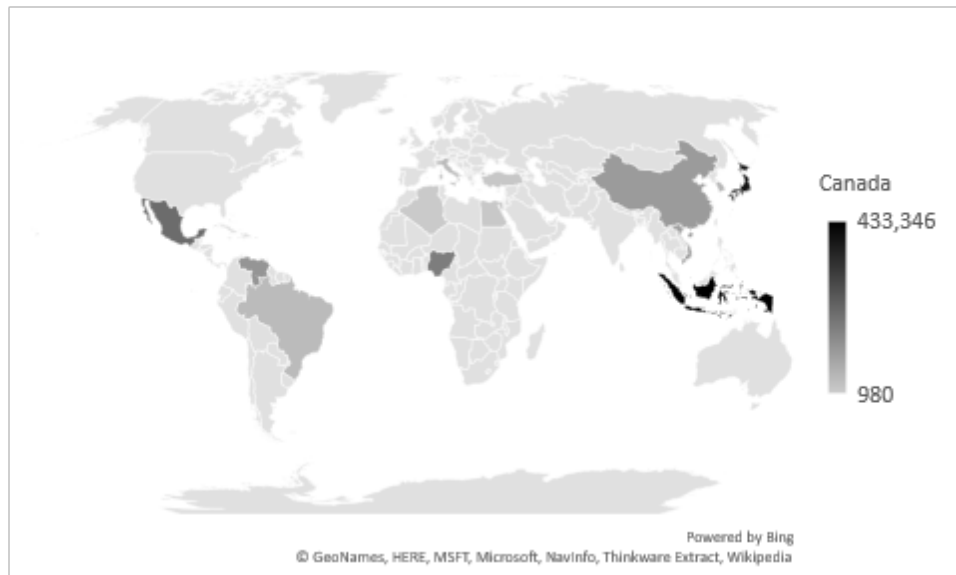 Canada
433,346
980
Powered by Bing
© GeoNames, HERE, MSFT, Microsoft, NavInfo, Thinkware Extract, Wikipedia